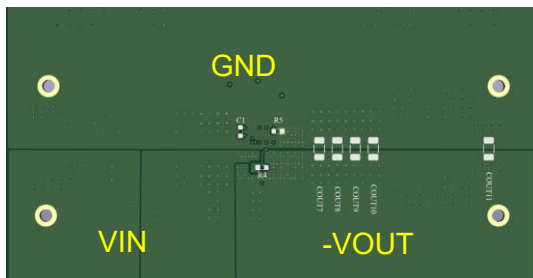 GND
C1 R5
R4
COUT7 COUT8 COUT9 COUT10 COUT11
VIN -VOUT